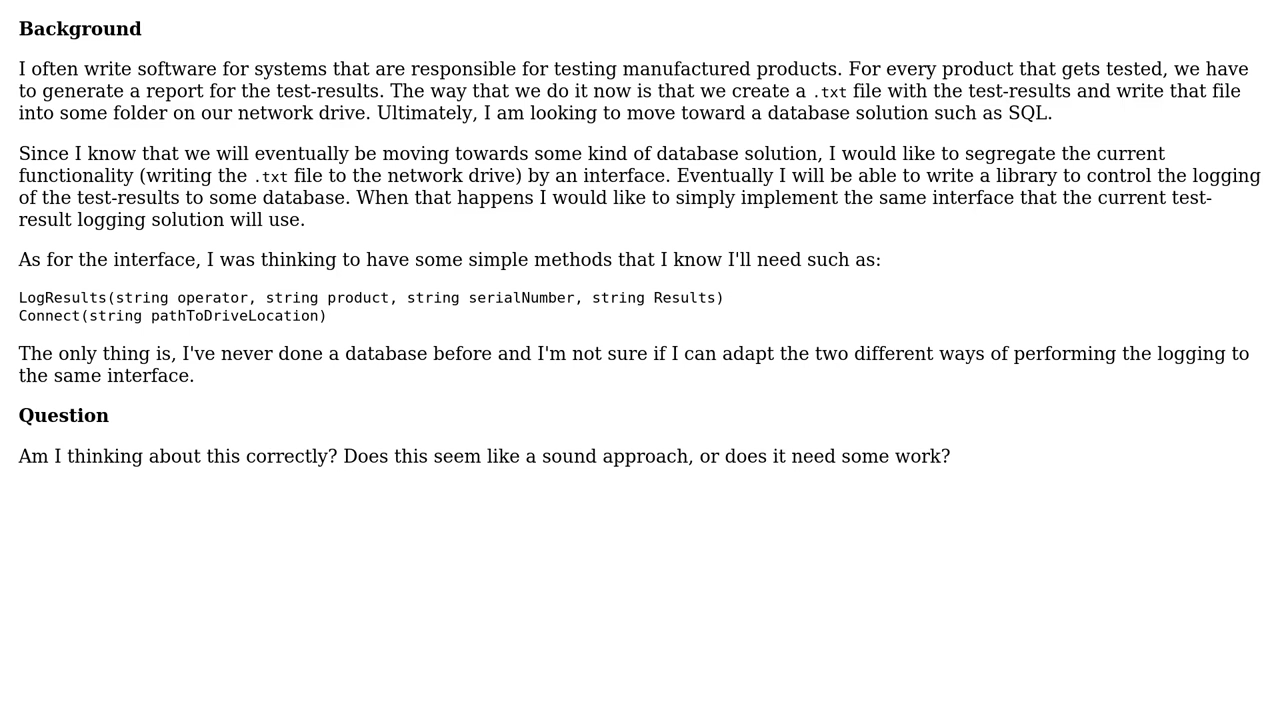 Background
I often write software for systems that are responsible for testing manufactured products. For every product that gets tested, we have
to generate a report for the test-results. The way that we do it now is that we create a .txt file with the test-results and write that file
into some folder on our network drive. Ultimately, I am looking to move toward a database solution such as SQL.
Since I know that we will eventually be moving towards some kind of database solution, I would like to segregate the current
functionality (writing the .txt file to the network drive) by an interface. Eventually I will be able to write a library to control the logging
of the test-results to some database. When that happens I would like to simply implement the same interface that the current test-
result logging solution will use.
As for the interface, I was thinking to have some simple methods that I know I'll need such as:
LogResults(string operator, string product, string serialNumber, string Results)
Connect(string pathToDriveLocation)
The only thing is, I've never done a database before and I'm not sure if I can adapt the two different ways of performing the logging to
the same interface.
Question
Am I thinking about this correctly? Does this seem like a sound approach, or does it need some work?